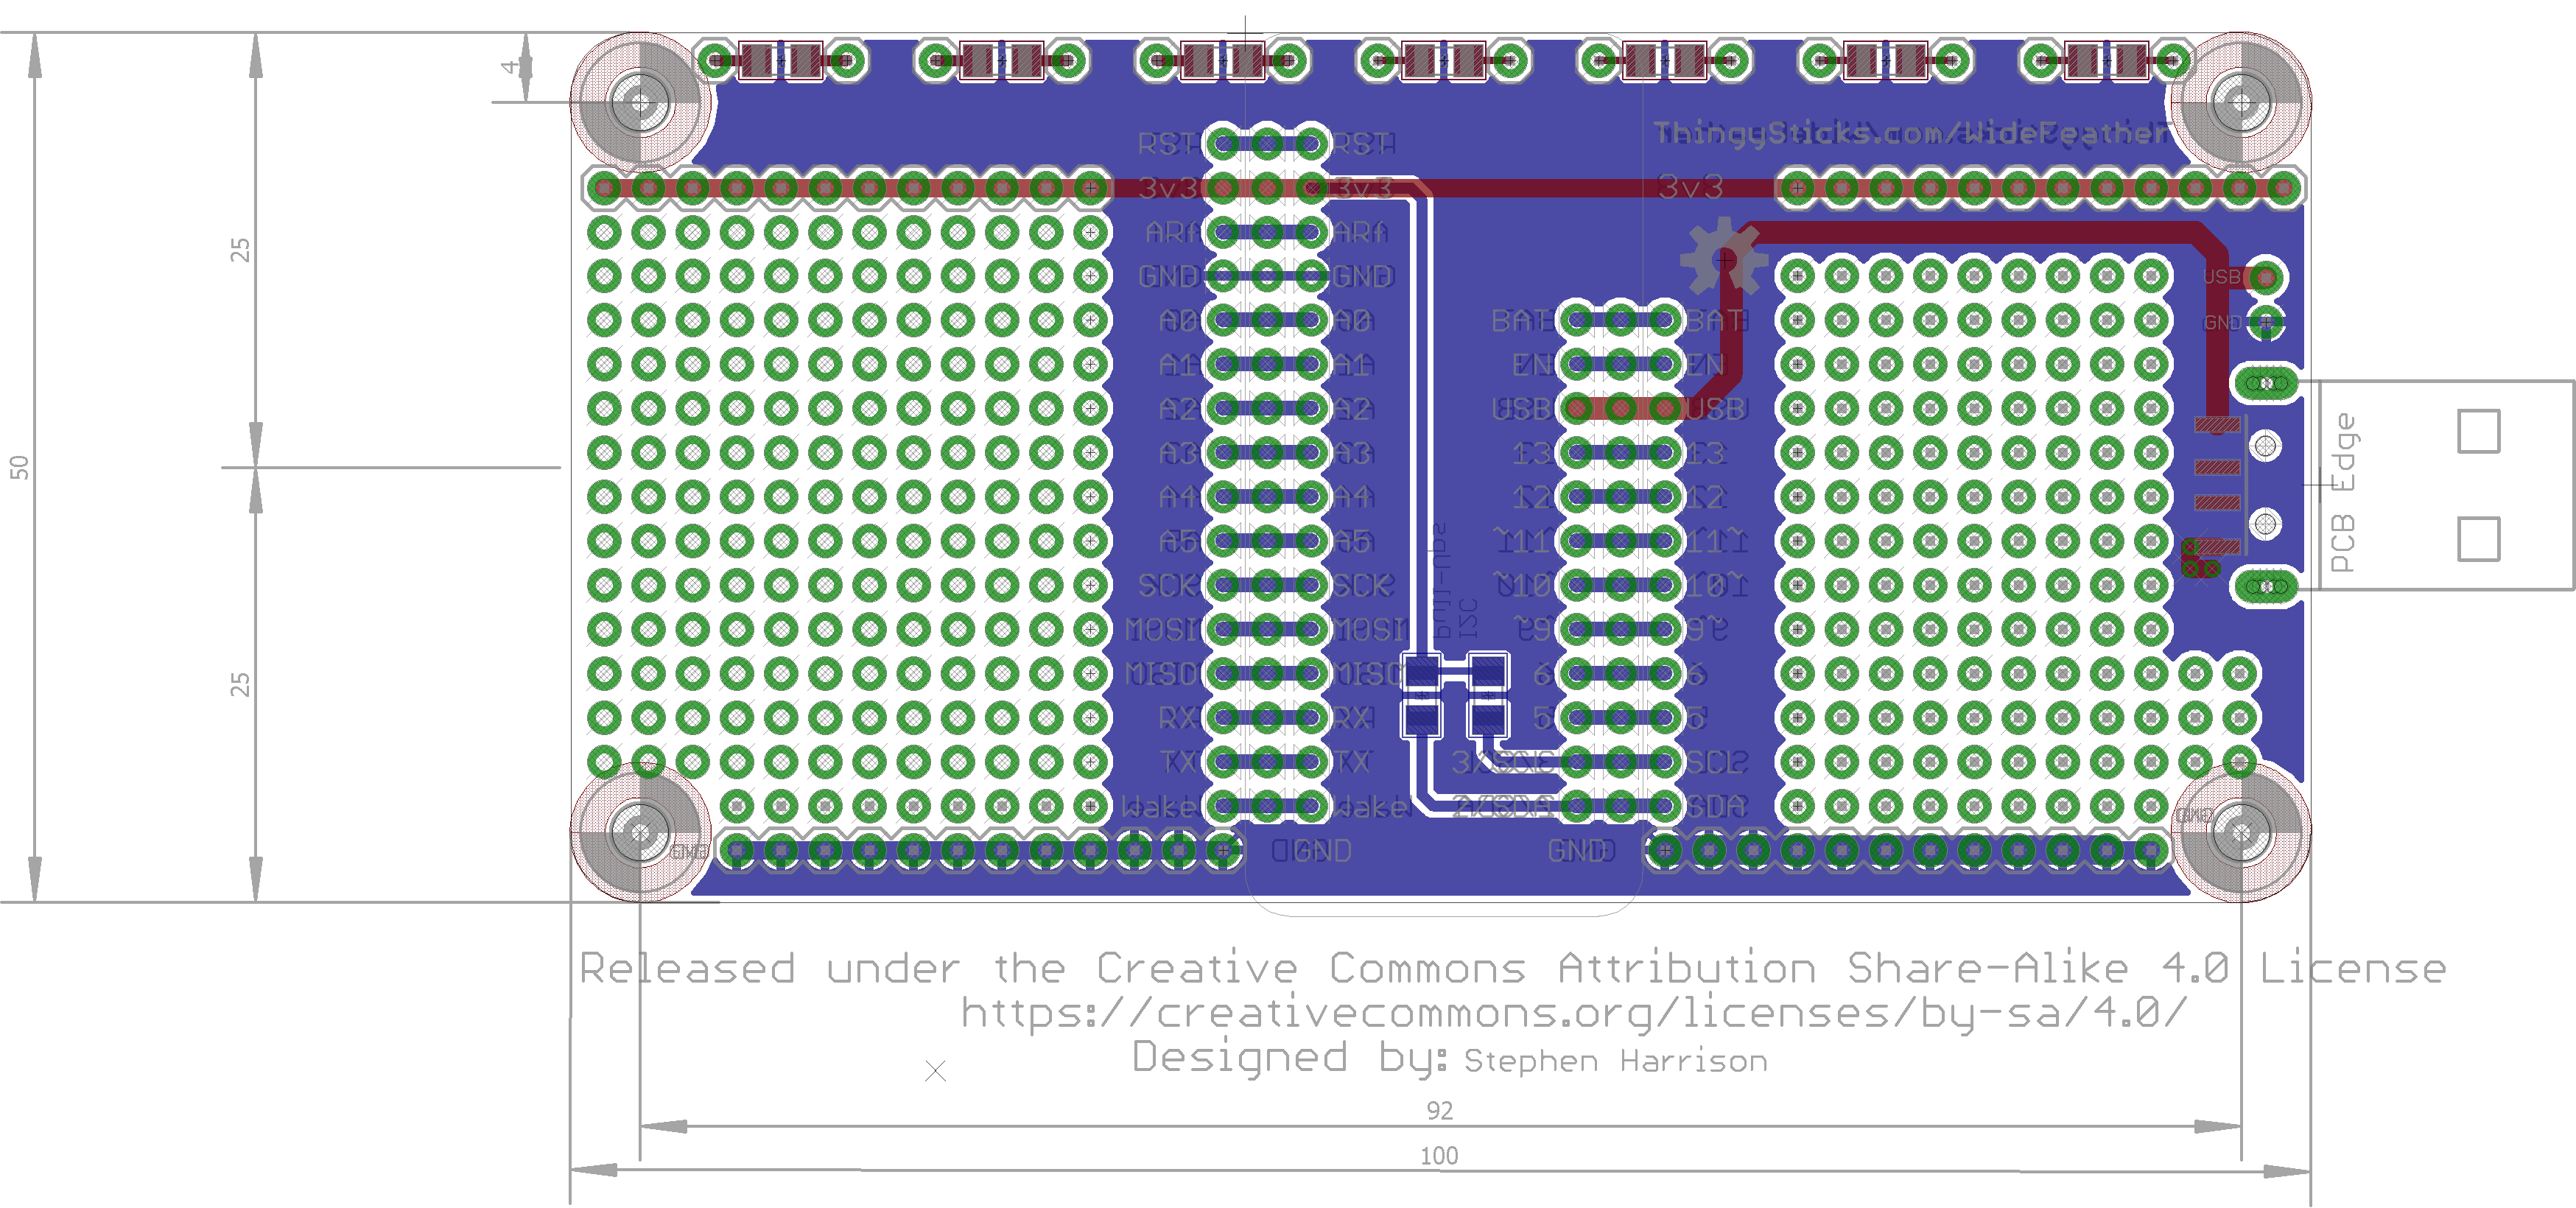 4
ThingySticks.com/WideFeather
RST RST
3v3 3v3 3v3
ARf ARf
GND GND
USB
25
A0 A0 BAT BAT
GND
A1 A1 EN EN
A2 A2 USB USB
A3 A3 13 13
50
A4 A4 12 12
PCB Edge
A5 A5 ~11 11~
SCK SCK ~10 10~
Pull-Ups
I2C
MOSI MOSI ~9 9~
MISO MISO 6 6
25
RX RX 5 5
TX TX 3/SCL SCL
Wake Wake 2/SDA SDA
GND GND GND GND
Released under the Creative Commons Attribution Share-Alike 4.0 License
https://creativecommons.org/licenses/by-sa/4.0/
Designed by: Stephen Harrison
92
100